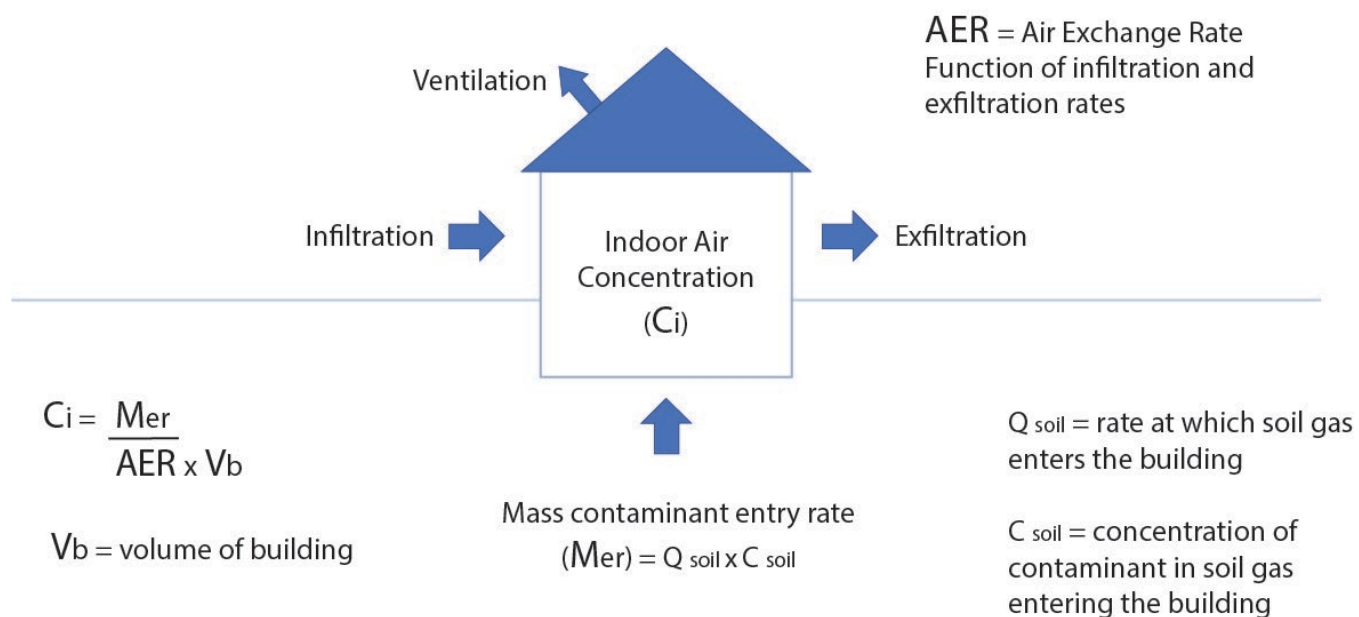 AER = Air Exchange Rate
Function of infiltration and
exfiltration rates
Ventilation
Infiltration
Indoor Air
Concentration
(Ci)
Exfiltration
Ci = Mer
AER x Vb
Vb = volume of building
Mass contaminant entry rate
(Mer) = Q soil x C soil
Q soil = rate at which soil gas
enters the building
C soil = concentration of
contaminant in soil gas
entering the building